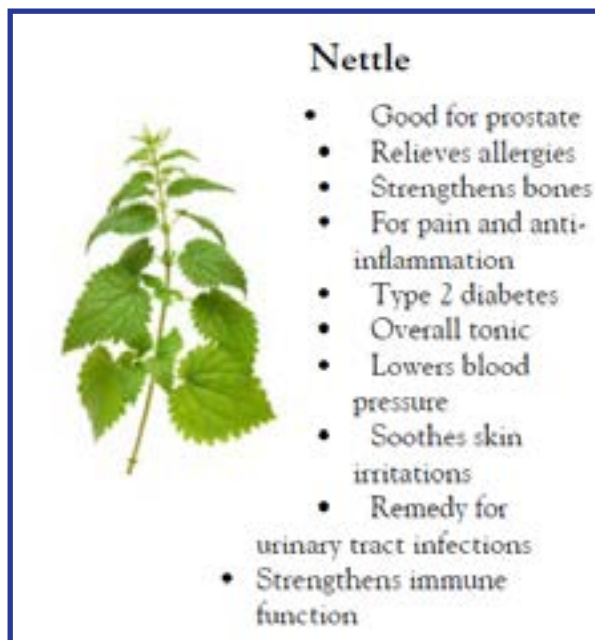 Nettle
• Good for prostate
• Relieves allergies
• Strengthens bones
• For pain and anti-
inflammation
• Type 2 diabetes
• Overall tonic
• Lowers blood
pressure
• Soothes skin
irritations
• Remedy for
urinary tract infections
• Strengthens immune
function